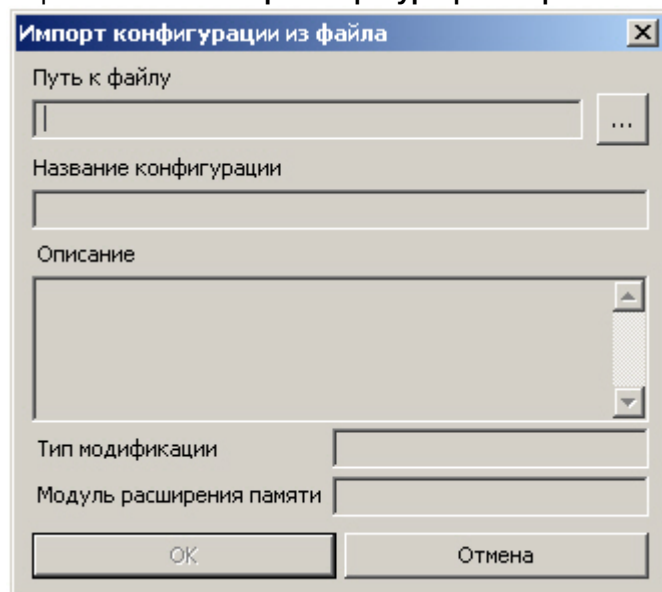 Импорт конфигурации из файла
Путь к файлу
...
Название конфигурации
Описание
Тип модификации
Модуль расширения памяти
OK
Отмена